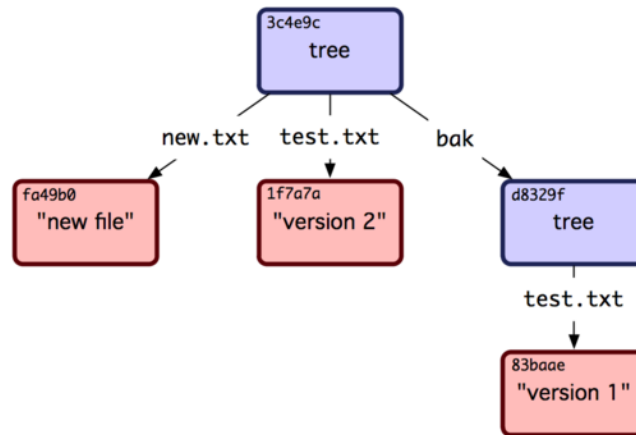 3c4e9c
tree
new.txt
test.txt
bak
fa49b0
"new file"
1f7a7a
"version 2"
d8329f
tree
test.txt
83baae
"version 1"